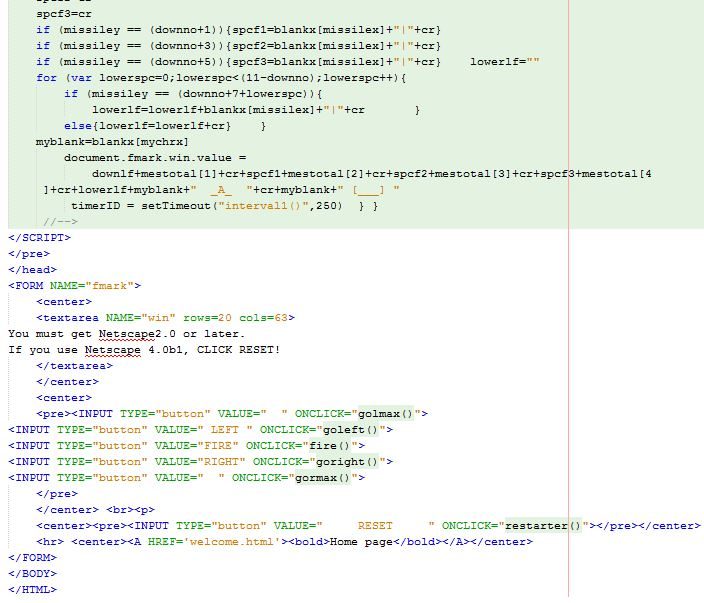 spcf3=cr
if (missiley == (downno+1)){spcf1=blankx[missilex]+"|"+cr}
if (missiley == (downno+3)){spcf2=blankx[missilex]+"|"+cr}
if (missiley == (downno+5)){spcf3=blankx[missilex]+"|"+cr}    lowerlf=""
for (var lowerspc=0;lowerspc<(11-downno);lowerspc++){
if (missiley == (downno+7+lowerspc)){
lowerlf=lowerlf+blankx[missilex]+"|"+cr       }
else{lowerlf=lowerlf+cr}    }
myblank=blankx[mychrx]
document.fmark.win.value =
downlf+mestotal[1]+cr+spcf1+mestotal[2]+cr+spcf2+mestotal[3]+cr+spcf3+mestotal[4
]+cr+lowerlf+myblank+"  _A_  "+cr+myblank+" [___] "
timerID = setTimeout("interval1()",250)  } }
//-->
</SCRIPT>
</pre>
</head>
<FORM NAME="fmark">
<center>
<textarea NAME="win" rows=20 cols=63>
You must get Netscape2.0 or later.
If you use Netscape 4.0b1, CLICK RESET!
</textarea>
</center>
<center>
<pre><INPUT TYPE="button" VALUE="  " ONCLICK="golmax()">
<INPUT TYPE="button" VALUE=" LEFT " ONCLICK="goleft()">
<INPUT TYPE="button" VALUE="FIRE" ONCLICK="fire()">
<INPUT TYPE="button" VALUE="RIGHT" ONCLICK="goright()">
<INPUT TYPE="button" VALUE="  " ONCLICK="gormax()">
</pre>
</center> <br><p>
<center><pre><INPUT TYPE="button" VALUE="     RESET     " ONCLICK="restarter()"></pre></center>
<hr> <center><A HREF='welcome.html'><bold>Home page</bold></A></center>
</FORM>
</BODY>
</HTML>